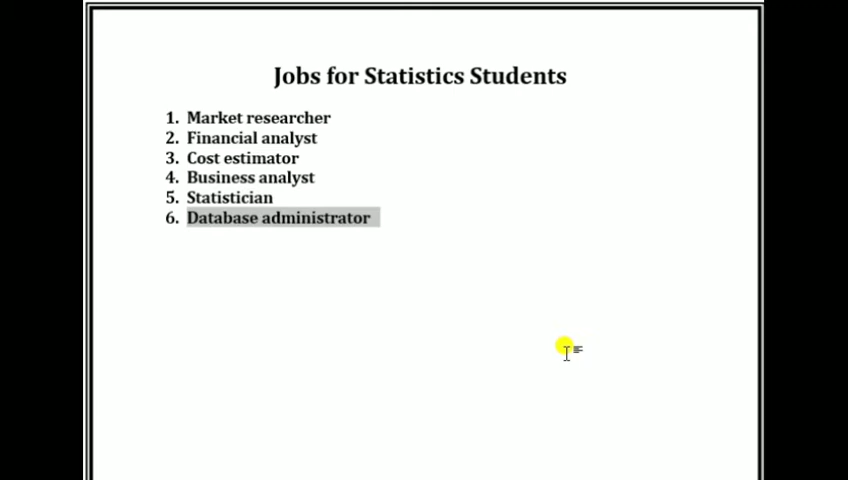 Jobs for Statistics Students
1. Market researcher
2. Financial analyst
3. Cost estimator
4. Business analyst
5. Statistician
6. Database administrator